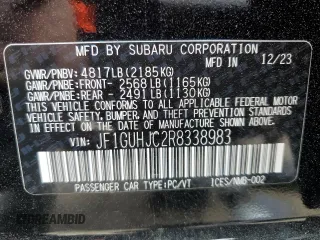 MFD BY SUBARU CORPORATION
12/23
GVWR/PNBV: 4817LB(2185KG)
GAWR/PNBE:FRONT- 2568LB(1165KG)
GAWR/PNBE:REAR - 2491LB(1130KG)
THIS VEHICLE CONFORMS TO ALL APPLICABLE
FEDERAL MOTOR VEHICLE SAFETY, BUMPER,
AND THEFT PREVENTION STANDARDS
IN EFFECT ON THE DATE OF MANUFACTURE
SHOWN ABOVE.
VIN: JF1GUHJC2R8338983
PASSENGER CAR TYPE:PC/VT
ICES/NMB-002